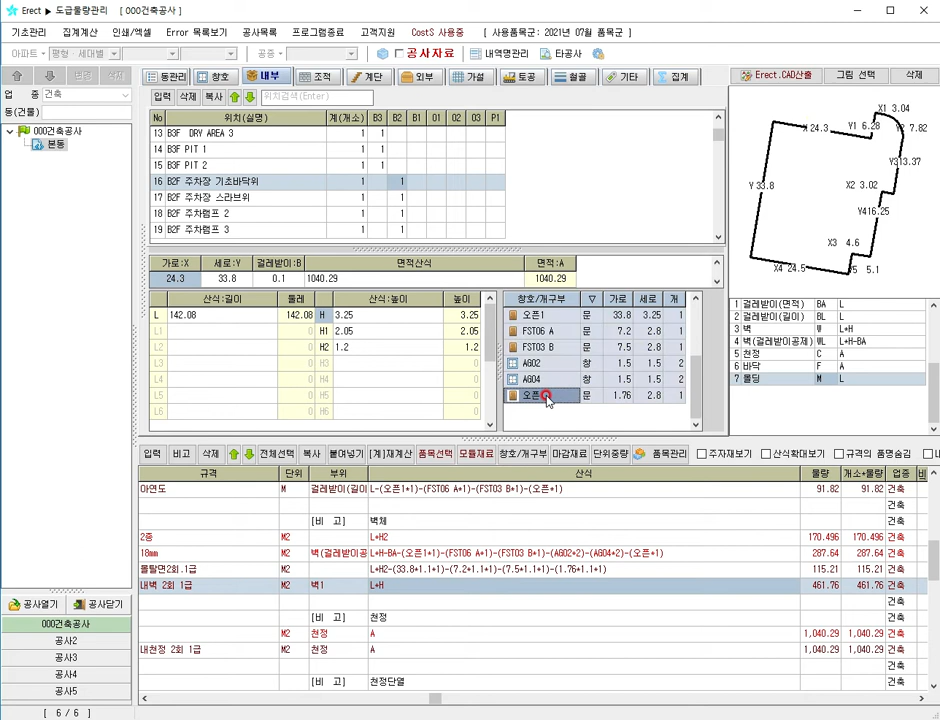 Erect ▶ 도급물량관리 [ 000건축공사 ]
기초관리 집계계산 인쇄/엑셀 Error 목록보기 공사목록 프로그램종료 고객지원 CostS 사용중 [ 사용품목군: 2021년 07월 품목군 ]
아파트 평형 · 세대별 공종 공사자료 내역명관리 타공사
변경 삭제 동관리 창호 내부 조적 계단 외부 가설 토공 철골 기타 집계 Erect.CAD산출 그림 선택 삭제
업 종 건축 입력 삭제 복사 위치검색(Enter)
동(건물)
000건축공사
본동
No 위치(실명) 계(개소) B3 B2 B1 01 02 03 P1
13 B3F DRY AREA 3 1 1
14 B3F PIT 1 1 1
15 B3F PIT 2 1 1
16 B2F 주차장 기초바닥위 1 1
17 B2F 주차장 스라브위 1 1
18 B2F 주차램프 2 1 1
19 B2F 주차램프 3 1 1
X1 3.04
X 24.3 Y1 6.28 Y2 7.82
Y313.37
Y 33.8 X2 3.02
Y416.25
X3 4.6
X4 24.5 Y5 5.1
가로:X 세로:Y 걸레받이:B 면적산식 면적:A
24.3 33.8 0.1 1040.29 1040.29
산식:길이 둘레 산식:높이 높이
L 142.08 142.08 H 3.25 3.25
L1 0 H1 2.05 2.05
L2 0 H2 1.2 1.2
L3 0 H3 0
L4 0 H4 0
L5 0 H5 0
L6 0 H6 0
창호/개구부 ▽ 가로 세로 개
오픈1 문 33.8 3.25 1
FST06 A 문 7.2 2.8 1
FST03 B 문 7.5 2.8 1
AG02 창 1.5 1.5 2
AG04 창 1.5 1.5 2
오픈 문 1.76 2.8 1
1 걸레받이(면적) BA L
2 걸레받이(길이) BL L
3 벽 W L*H
4 벽(걸레받이공제) WL L*H-BA
5 천정 C A
6 바닥 F A
7 몰딩 M L
입력 비고 삭제 전체선택 복사 붙여넣기 [계]재계산 품목선택 모듈재료 창호/개구부 마감재료 단위중량 품목관리 주자재보기 산식확대보기 규격의 품명숨김
규격 단위 부위 산식 물량 개소*물량 업종 비
아연도 M 걸레받이(길이 L-(오픈1*1)-(FST06 A*1)-(FST03 B*1)-(오픈*1) 91.82 91.82 건축
건축
[비 고] 벽체 건축
2종 M2 L*H2 170.496 170.496 건축
18mm M2 벽(걸레받이공 L*H-BA-(오픈1*1)-(FST06 A*1)-(FST03 B*1)-(AG02*2)-(AG04*2)-(오픈*1) 287.64 287.64 건축
몰탈면2회.1급 M2 L*H2-(33.8*1.1*1)-(7.2*1.1*1)-(7.5*1.1*1)-(1.76*1.1*1) 115.21 115.21 건축
내벽 2회 1급 M2 벽1 L*H 461.76 461.76 건축
건축
[비 고] 천정 건축
M2 천정 A 1,040.29 1,040.29 건축
내천정 2회 1급 M2 천정 A 1,040.29 1,040.29 건축
건축
[비 고] 천정단열 건축
공사열기 공사닫기
000건축공사
공사2
공사3
공사4
공사5
[ 6 / 6 ]